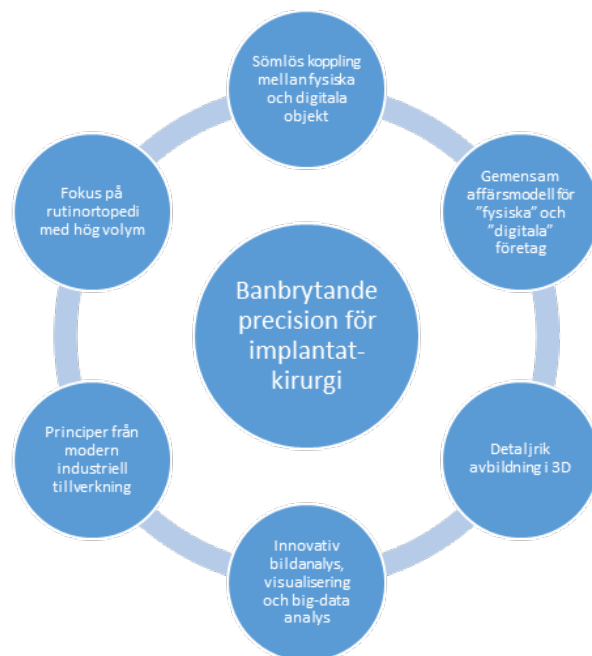 Sömlös koppling
mellan fysiska
och digitala
objekt
Gemensam
affärsmodell för
”fysiska” och
”digitala”
företag
Detaljrik
avbildning i 3D
Innovativ
bildanalys,
visualisering
och big-data
analys
Principer från
modern
industriell
tillverkning
Fokus på
rutinortopedi
med hög volym
Banbrytande
precision för
implantat-
kirurgi